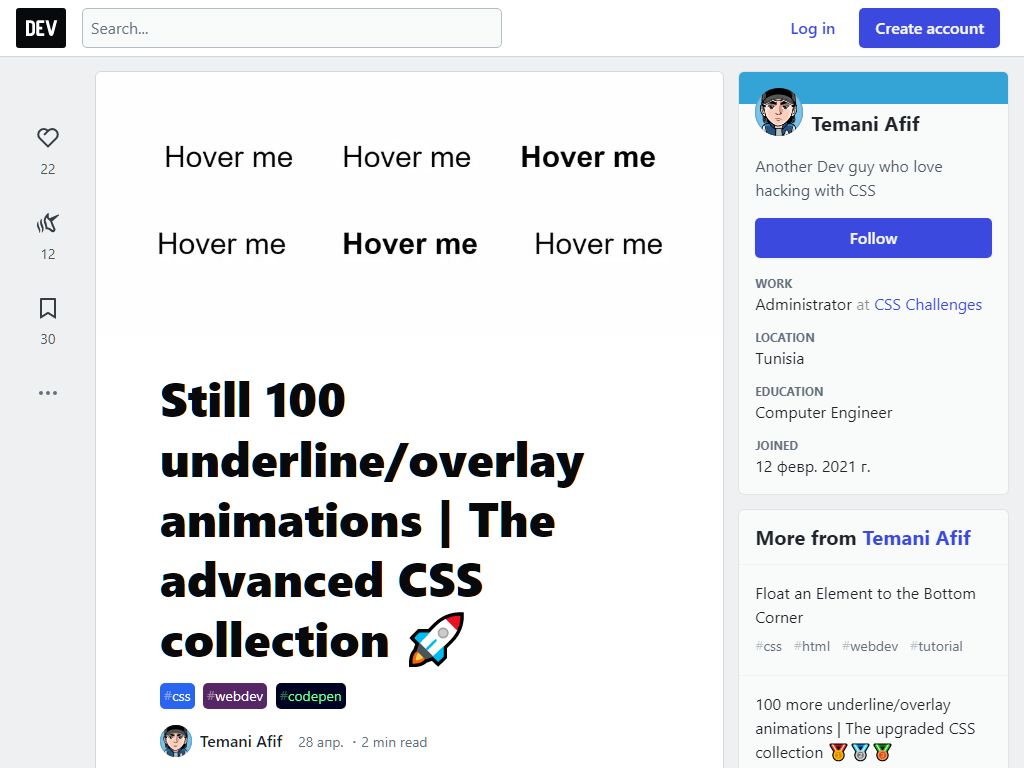 DEV
Search...
Log in
Create account
22
12
30
Hover me Hover me Hover me
Hover me Hover me Hover me
Still 100
underline/overlay
animations | The
advanced CSS
collection 🚀
#css #webdev #codepen
Temani Afif 28 апр. · 2 min read
Temani Afif
Another Dev guy who love
hacking with CSS
Follow
WORK
Administrator at CSS Challenges
LOCATION
Tunisia
EDUCATION
Computer Engineer
JOINED
12 февр. 2021 г.
More from Temani Afif
Float an Element to the Bottom
Corner
#css #html #webdev #tutorial
100 more underline/overlay
animations | The upgraded CSS
collection 🥇🥈🥉